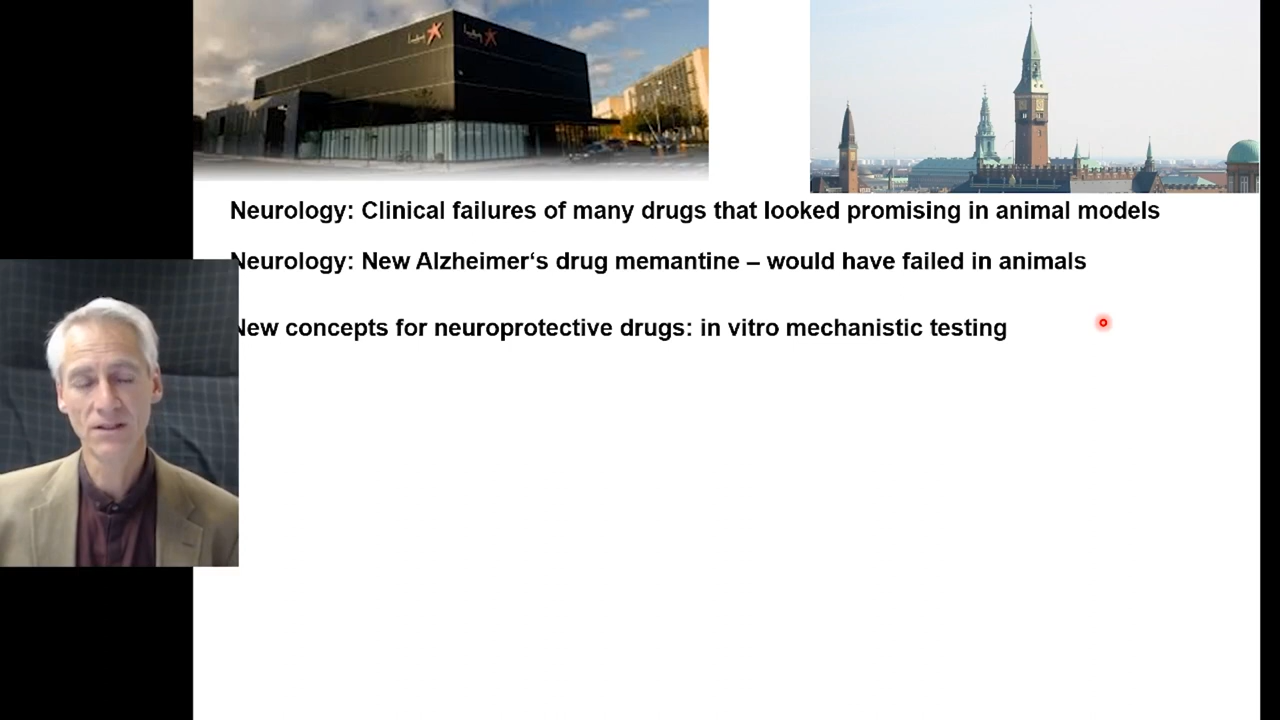 Neurology: Clinical failures of many drugs that looked promising in animal models
Neurology: New Alzheimer‘s drug memantine – would have failed in animals
New concepts for neuroprotective drugs: in vitro mechanistic testing